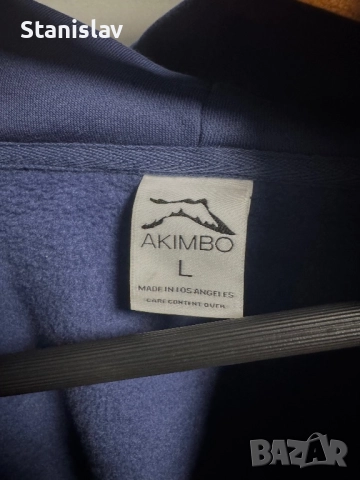 Stanislav
AKIMBO
L
MADE IN LOS ANGELES
CARE CONTENT OVER
BAZAR